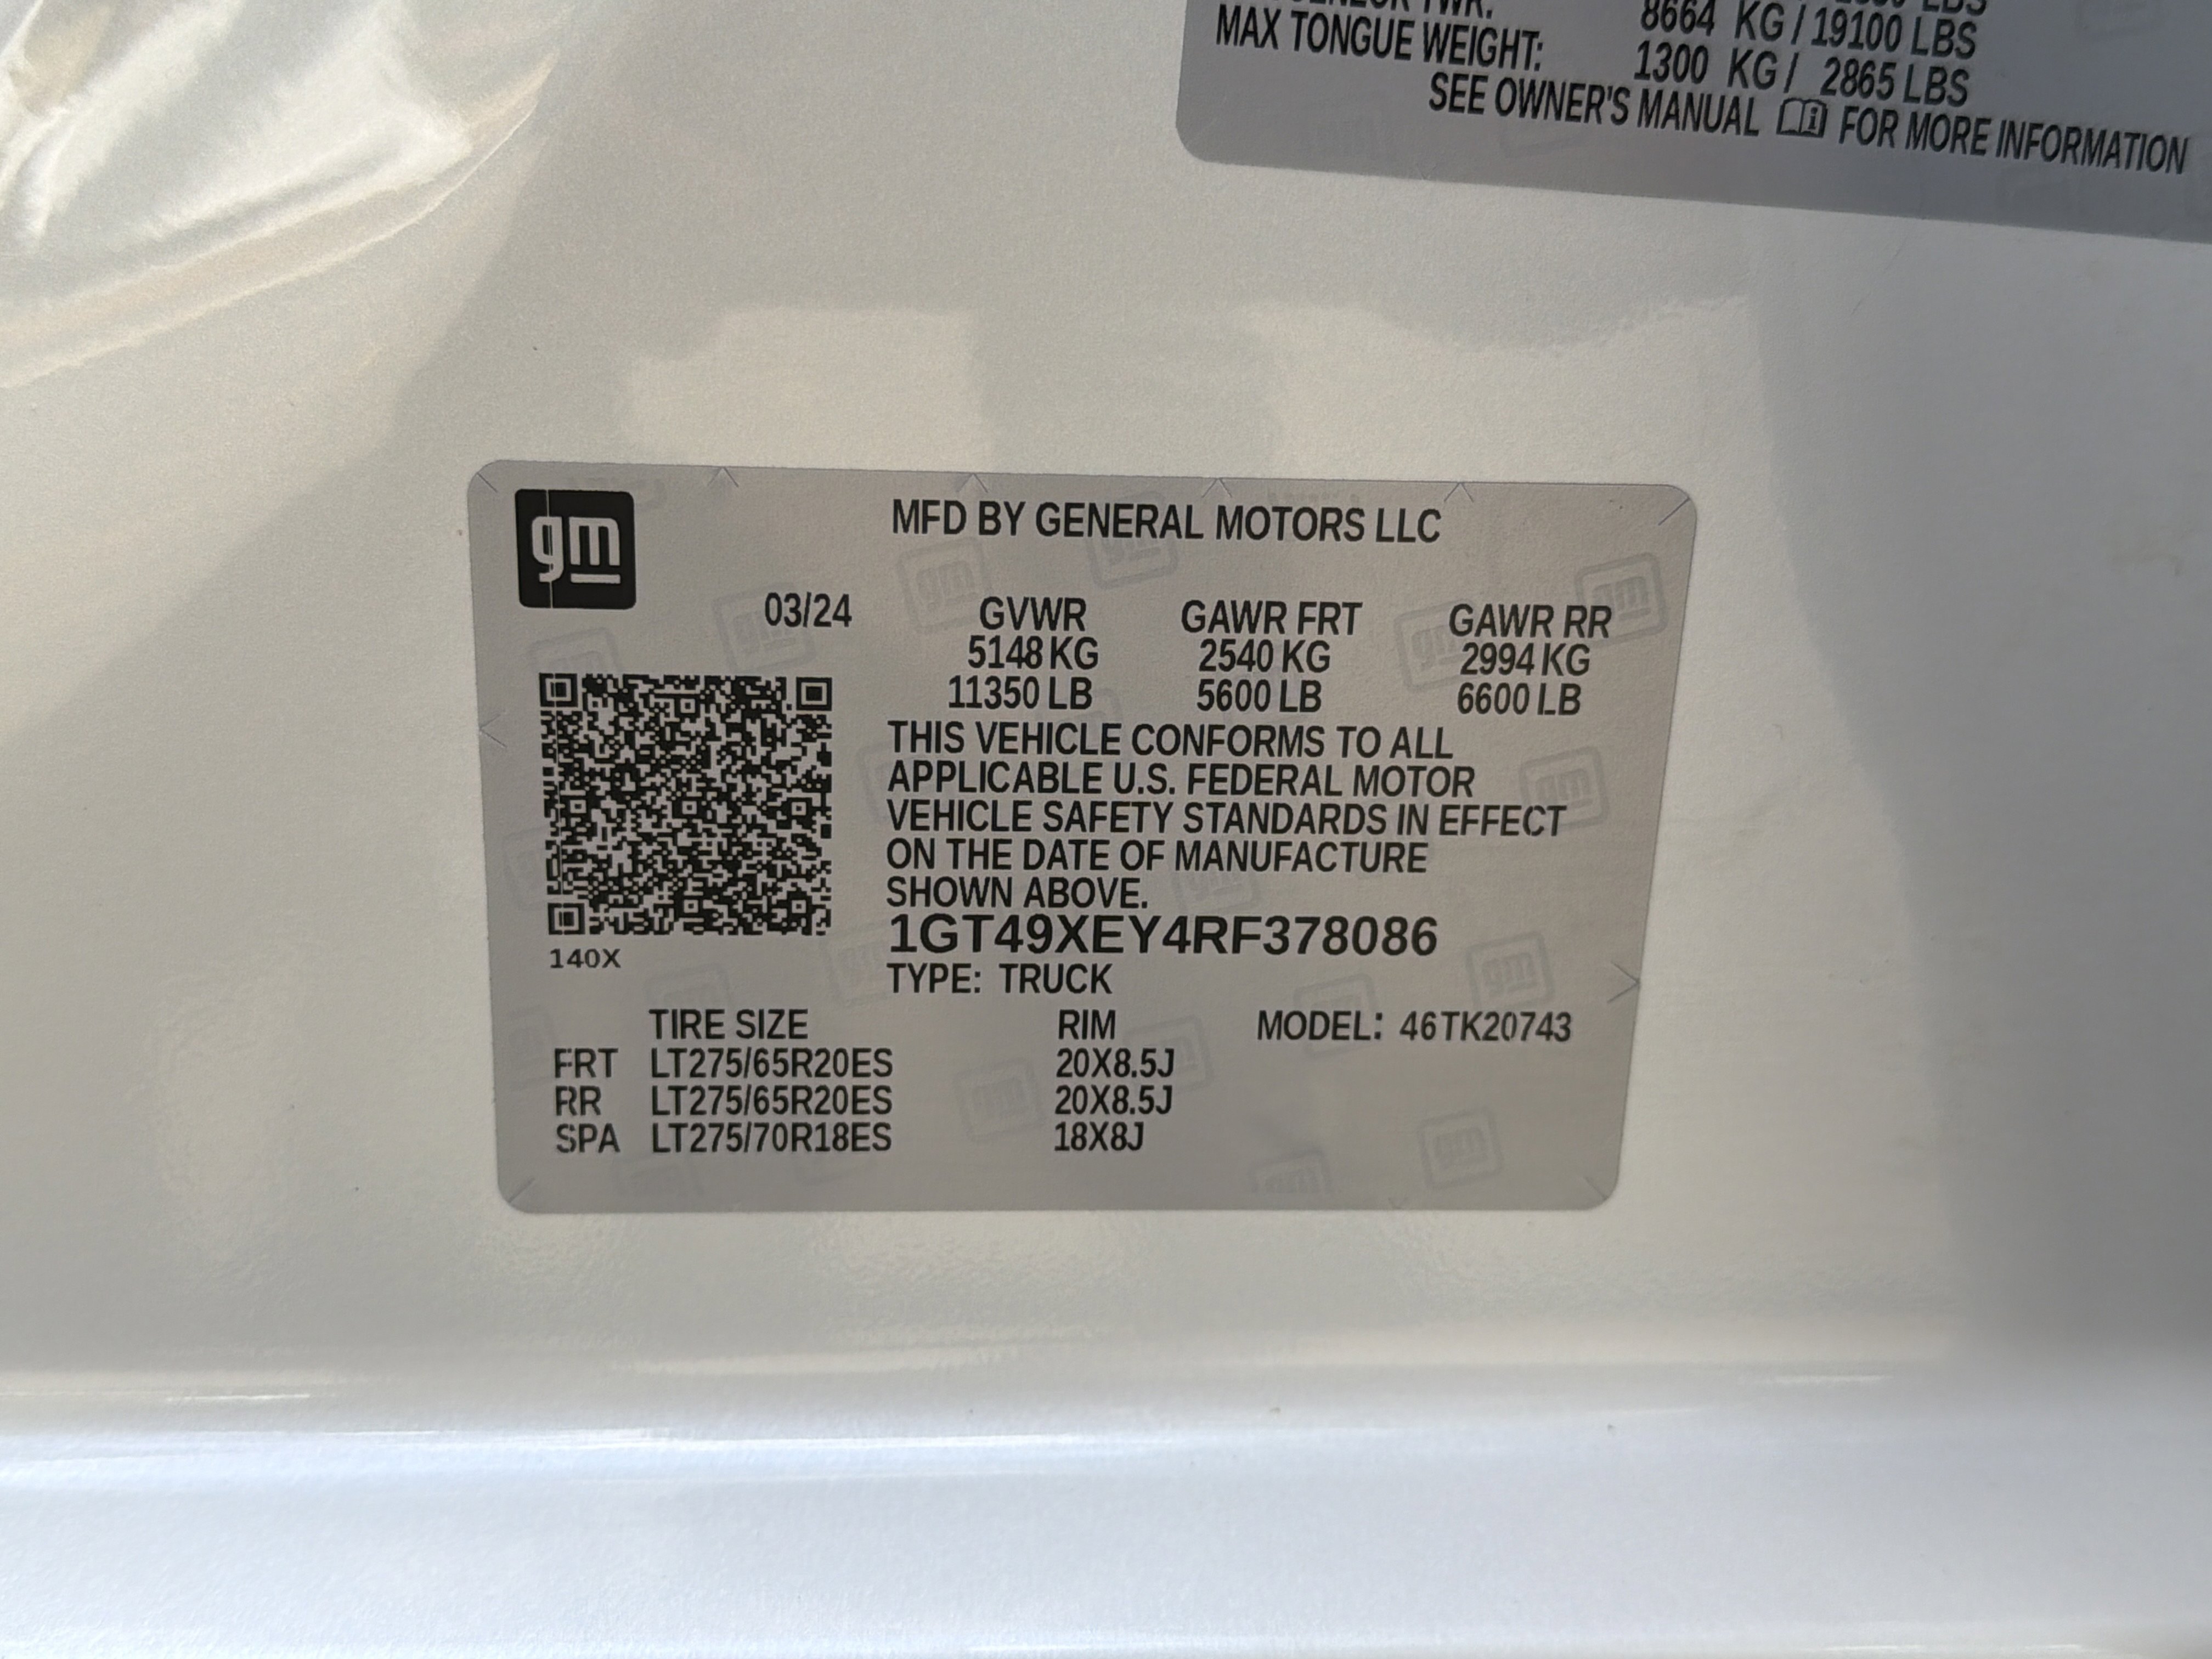 8664 KG / 19100 LBS
MAX TONGUE WEIGHT: 1300 KG / 2865 LBS
SEE OWNER'S MANUAL FOR MORE INFORMATION
gm
MFD BY GENERAL MOTORS LLC
03/24 GVWR GAWR FRT GAWR RR
5148 KG 2540 KG 2994 KG
11350 LB 5600 LB 6600 LB
THIS VEHICLE CONFORMS TO ALL
APPLICABLE U.S. FEDERAL MOTOR
VEHICLE SAFETY STANDARDS IN EFFECT
ON THE DATE OF MANUFACTURE
SHOWN ABOVE.
1GT49XEY4RF378086
140X
TYPE: TRUCK
TIRE SIZE RIM MODEL: 46TK20743
FRT LT275/65R20ES 20X8.5J
RR LT275/65R20ES 20X8.5J
SPA LT275/70R18ES 18X8J